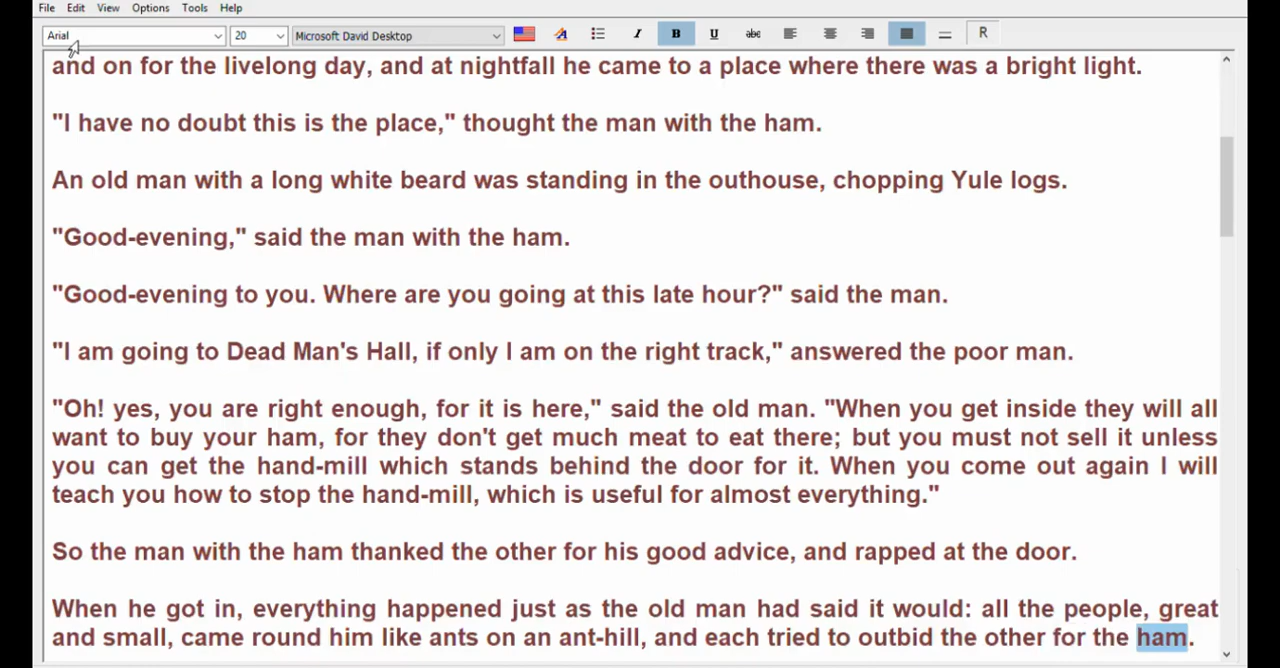 File Edit View Options Tools Help
Arial 20 Microsoft David Desktop I B U abc R
and on for the livelong day, and at nightfall he came to a place where there was a bright light.
"I have no doubt this is the place," thought the man with the ham.
An old man with a long white beard was standing in the outhouse, chopping Yule logs.
"Good-evening," said the man with the ham.
"Good-evening to you. Where are you going at this late hour?" said the man.
"I am going to Dead Man's Hall, if only I am on the right track," answered the poor man.
"Oh! yes, you are right enough, for it is here," said the old man. "When you get inside they will all
want to buy your ham, for they don't get much meat to eat there; but you must not sell it unless
you can get the hand-mill which stands behind the door for it. When you come out again I will
teach you how to stop the hand-mill, which is useful for almost everything."
So the man with the ham thanked the other for his good advice, and rapped at the door.
When he got in, everything happened just as the old man had said it would: all the people, great
and small, came round him like ants on an ant-hill, and each tried to outbid the other for the ham.